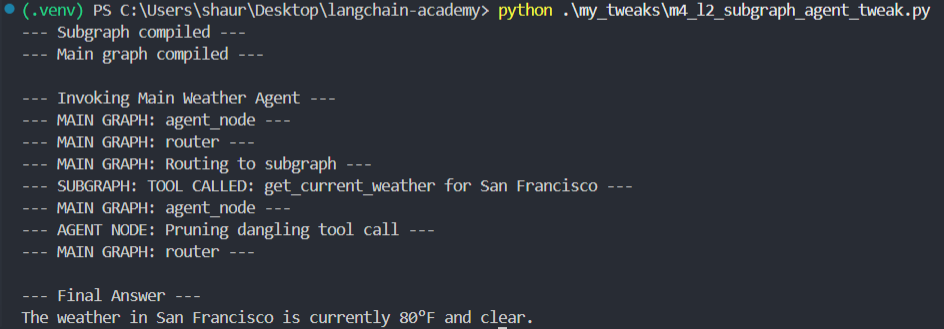 (.venv) PS C:\Users\shaur\Desktop\langchain-academy> python .\my_tweaks\m4_l2_subgraph_agent_tweak.py
--- Subgraph compiled ---
--- Main graph compiled ---
--- Invoking Main Weather Agent ---
--- MAIN GRAPH: agent_node ---
--- MAIN GRAPH: router ---
--- MAIN GRAPH: Routing to subgraph ---
--- SUBGRAPH: TOOL CALLED: get_current_weather for San Francisco ---
--- MAIN GRAPH: agent_node ---
--- AGENT NODE: Pruning dangling tool call ---
--- MAIN GRAPH: router ---
--- Final Answer ---
The weather in San Francisco is currently 80°F and clear.